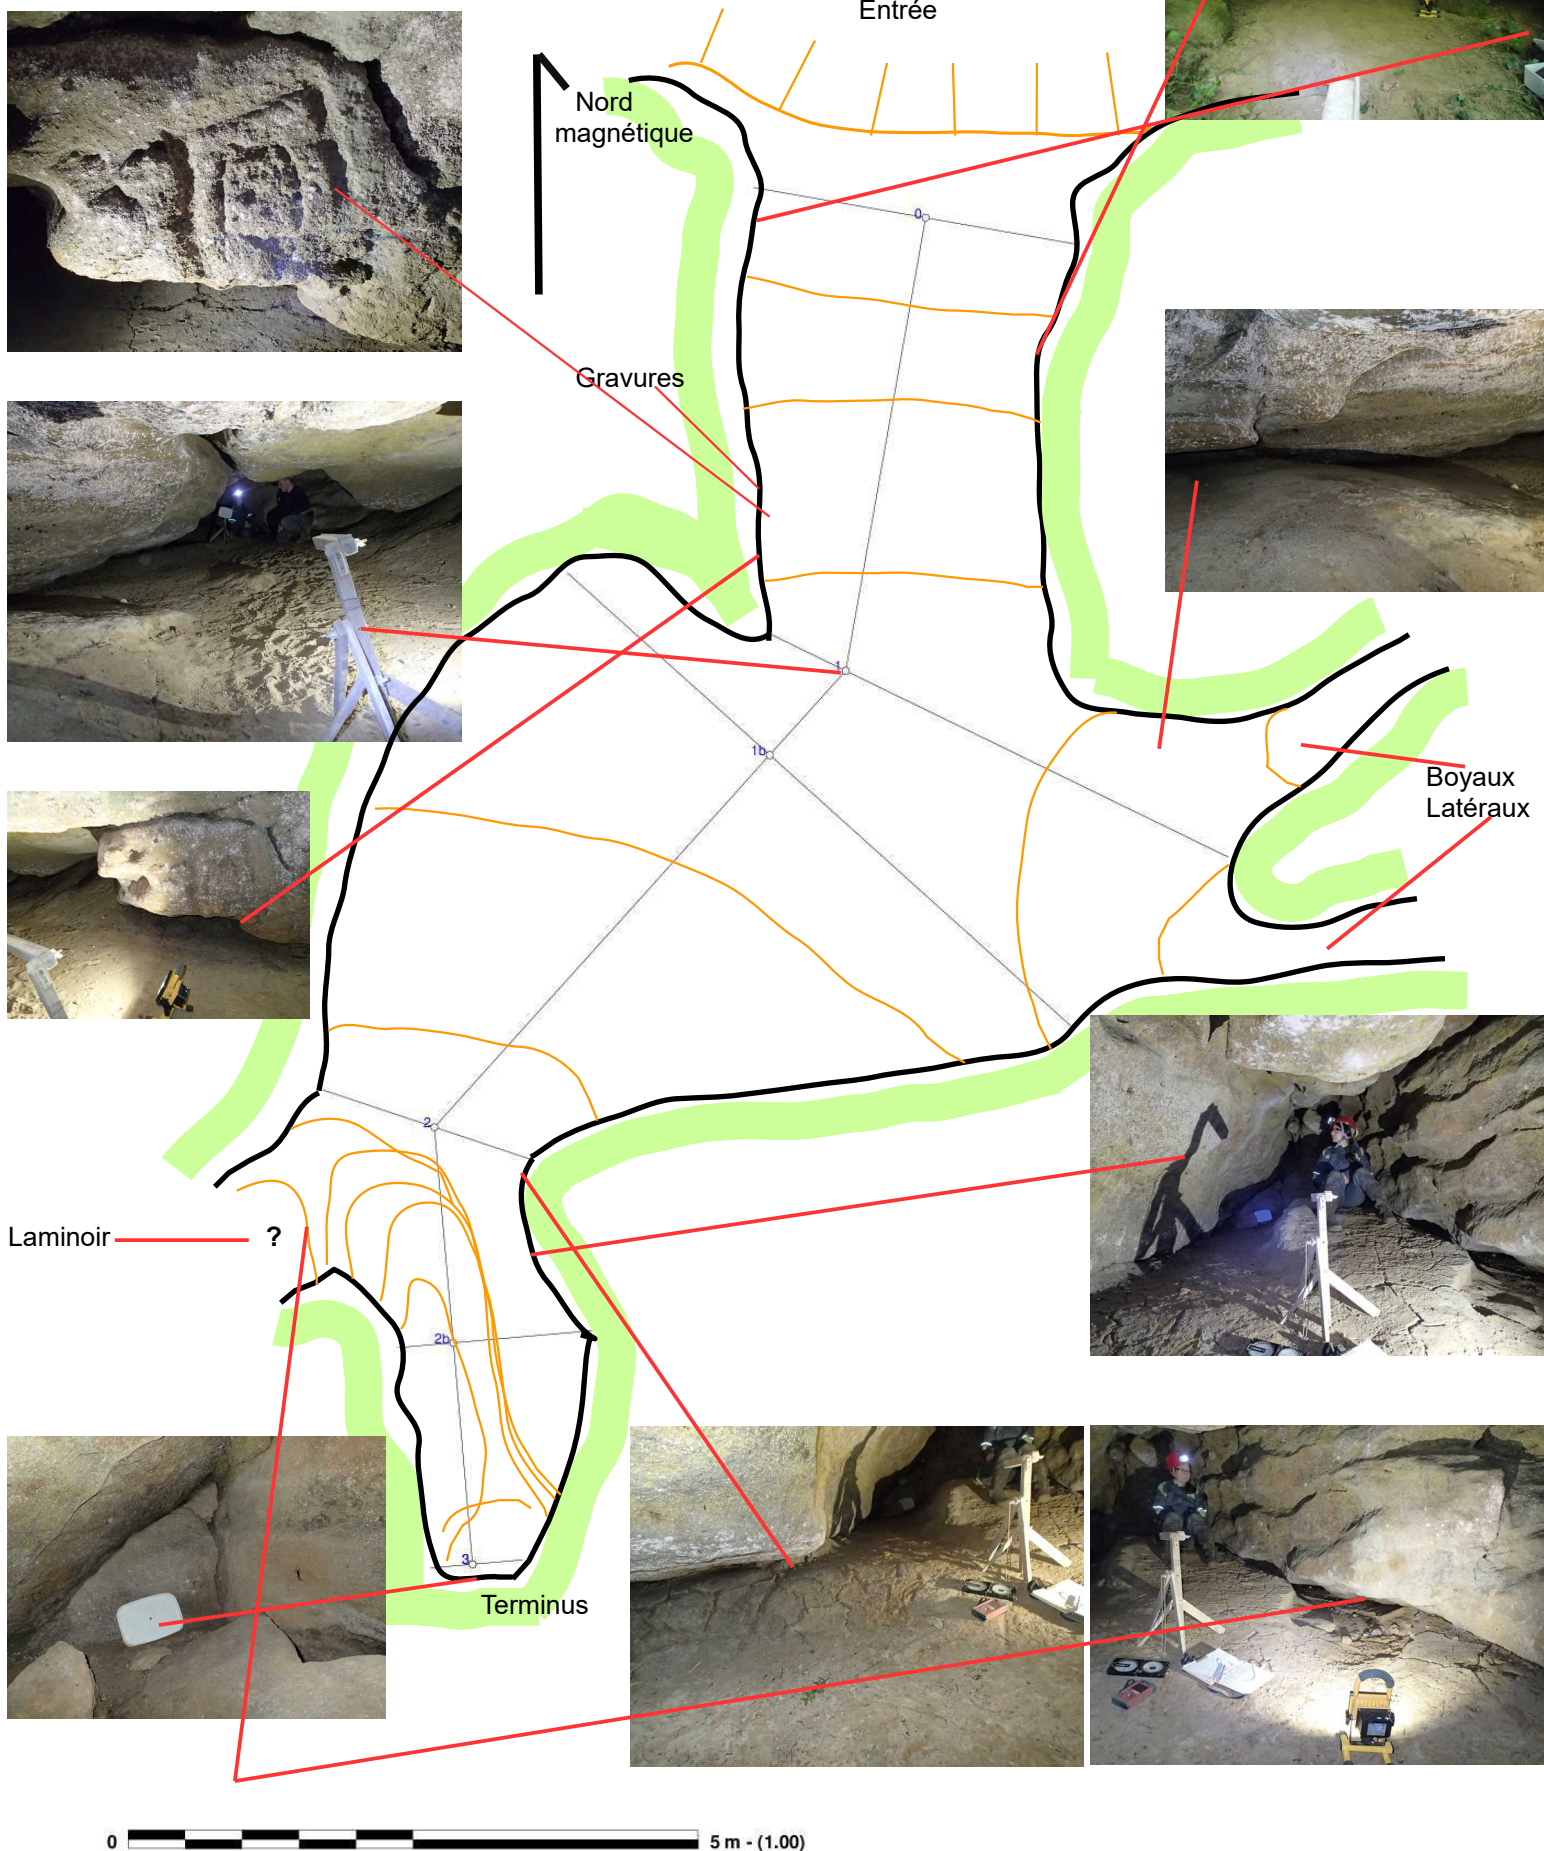 Entrée
Nord
magnétique
0
Gravures
1
1b
Boyaux
Latéraux
2
Laminoir
?
2b
3
Terminus
0
5 m - (1.00)